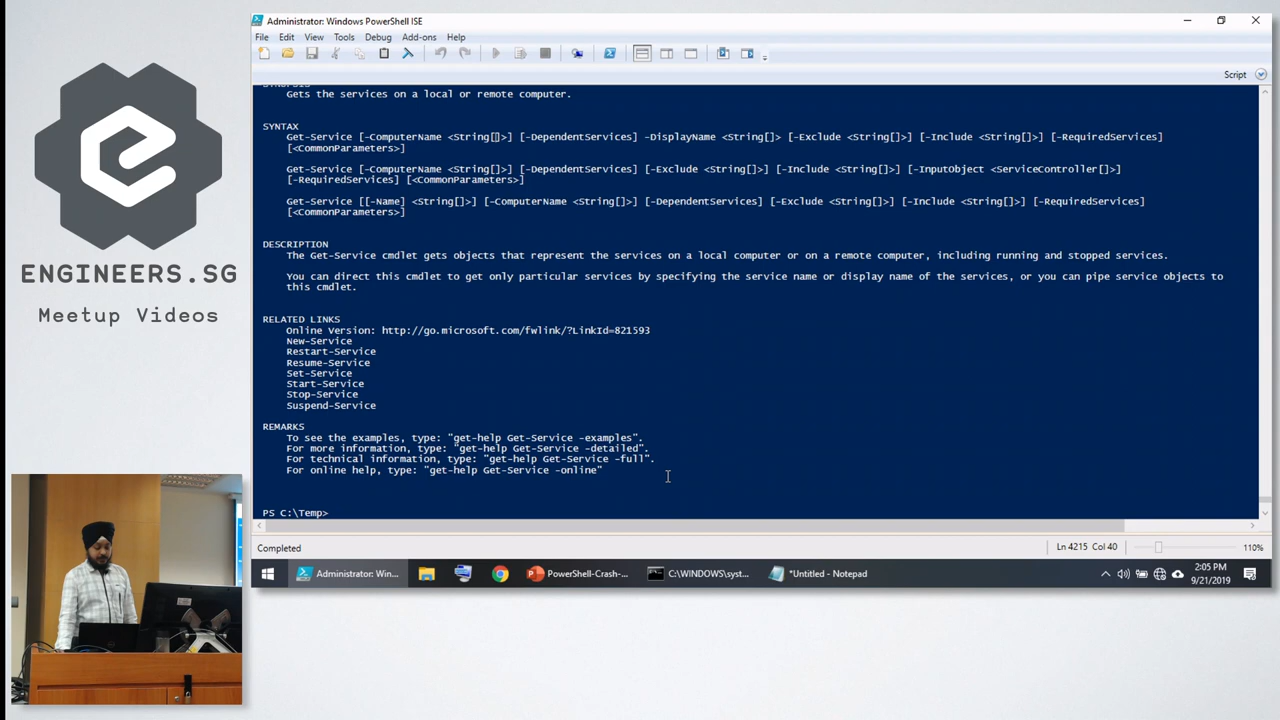 Administrator: Windows PowerShell ISE
File Edit View Tools Debug Add-ons Help
Script
SYNOPSIS
Gets the services on a local or remote computer.
SYNTAX
Get-Service [-ComputerName <String[]>] [-DependentServices] -DisplayName <String[]> [-Exclude <String[]>] [-Include <String[]>] [-RequiredServices]
[<CommonParameters>]
Get-Service [-ComputerName <String[]>] [-DependentServices] [-Exclude <String[]>] [-Include <String[]>] [-InputObject <ServiceController[]>]
[-RequiredServices] [<CommonParameters>]
Get-Service [[-Name] <String[]>] [-ComputerName <String[]>] [-DependentServices] [-Exclude <String[]>] [-Include <String[]>] [-RequiredServices]
[<CommonParameters>]
DESCRIPTION
The Get-Service cmdlet gets objects that represent the services on a local computer or on a remote computer, including running and stopped services.
You can direct this cmdlet to get only particular services by specifying the service name or display name of the services, or you can pipe service objects to
this cmdlet.
RELATED LINKS
Online Version: http://go.microsoft.com/fwlink/?LinkId=821593
New-Service
Restart-Service
Resume-Service
Set-Service
Start-Service
Stop-Service
Suspend-Service
REMARKS
To see the examples, type: "get-help Get-Service -examples".
For more information, type: "get-help Get-Service -detailed".
For technical information, type: "get-help Get-Service -full".
For online help, type: "get-help Get-Service -online"
PS C:\Temp>
Completed
Ln 4215 Col 40
110%
Administrator: Win...
PowerShell-Crash-...
C:\WINDOWS\syst...
*Untitled - Notepad
2:05 PM
9/21/2019
ENGINEERS.SG
Meetup Videos